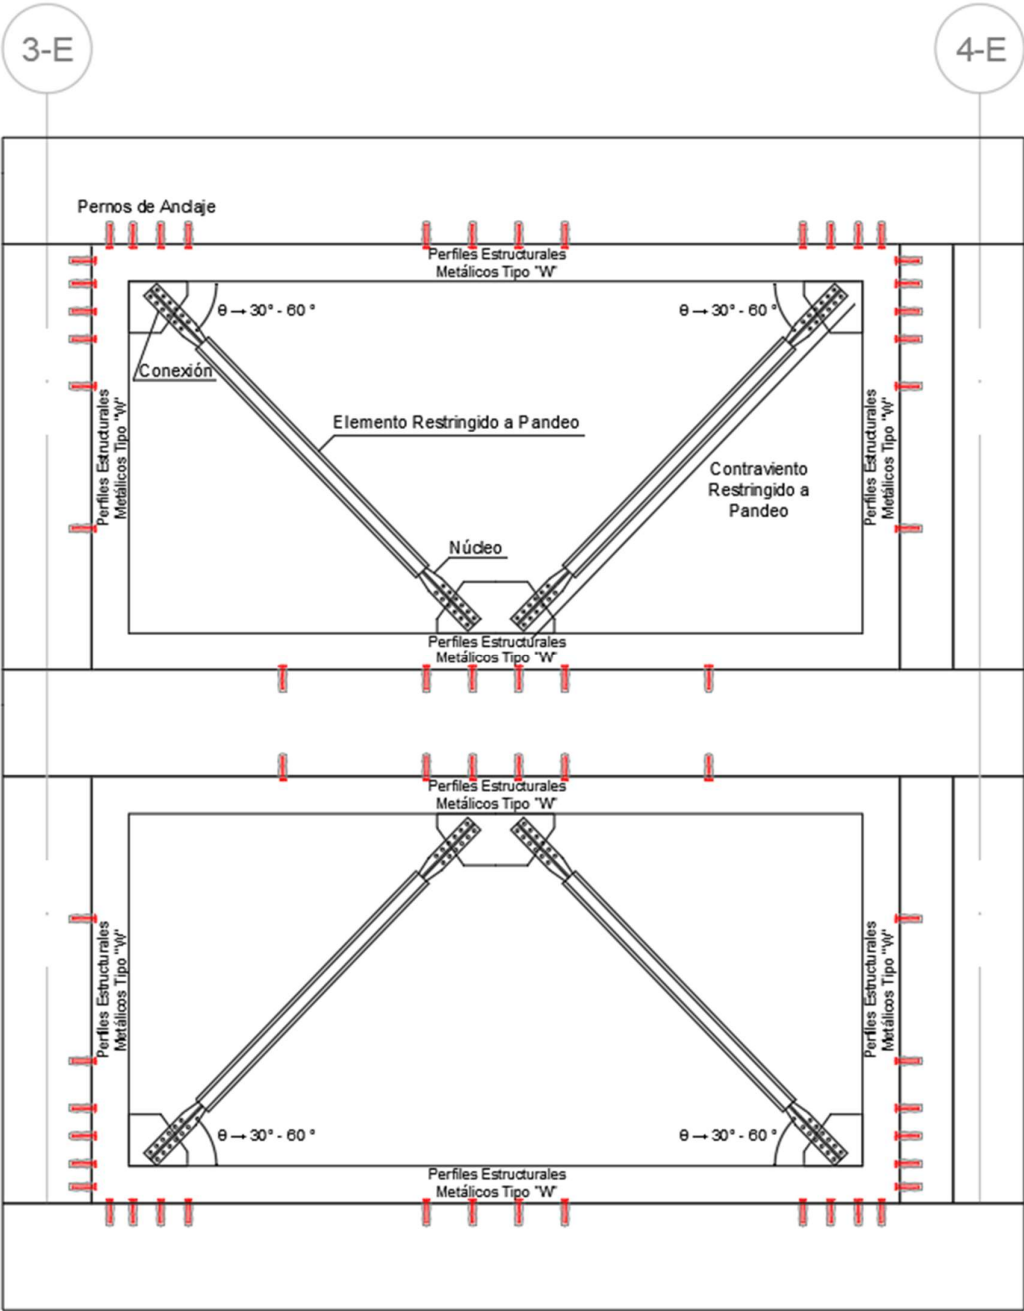 3-E
4-E
Pernos de Anclaje
Perfiles Estructurales
Metálicos Tipo "W"
θ → 30° - 60 °
θ → 30° - 60 °
Conexión
Perfiles Estructurales
Metálicos Tipo "W"
Elemento Restringido a Pandeo
Contraviento
Restringido a
Pandeo
Perfiles Estructurales
Metálicos Tipo "W"
Núcleo
Perfiles Estructurales
Metálicos Tipo "W"
Perfiles Estructurales
Metálicos Tipo "W"
Perfiles Estructurales
Metálicos Tipo "W"
Perfiles Estructurales
Metálicos Tipo "W"
θ → 30° - 60 °
θ → 30° - 60 °
Perfiles Estructurales
Metálicos Tipo "W"